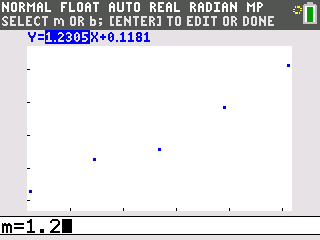 NORMAL FLOAT AUTO REAL RADIAN MP
SELECT m OR b; [ENTER] TO EDIT OR DONE
Y=1.2305X+0.1181
m=1.2